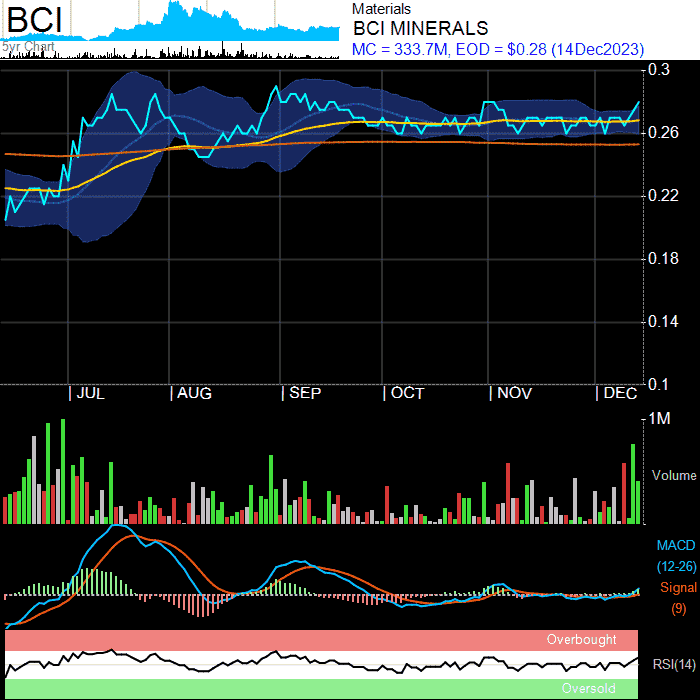 BCI
5yr Chart
Materials
BCI MINERALS
MC = 333.7M, EOD = $0.28 (14Dec2023)
0.3
0.26
0.22
0.18
0.14
0.1
JUL AUG SEP OCT NOV DEC
1M
Volume
MACD
(12-26)
Signal
(9)
Overbought
RSI(14)
Oversold